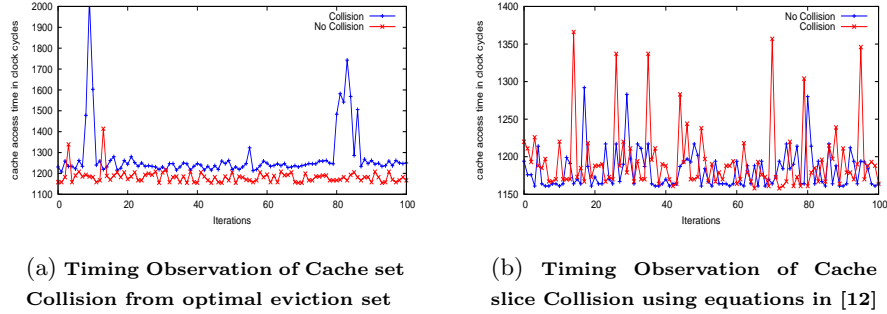 2000
1900
1800
1700
1600
1500
1400
1300
1200
1100
0 20 40 60 80 100
cache access time in clock cycles
Iterations
Collision
No Collision
(a) Timing Observation of Cache set
Collision from optimal eviction set
1400
1350
1300
1250
1200
1150
0 20 40 60 80 100
cache access time in clock cycles
Iterations
No Collision
Collision
(b) Timing Observation of Cache
slice Collision using equations in [12]